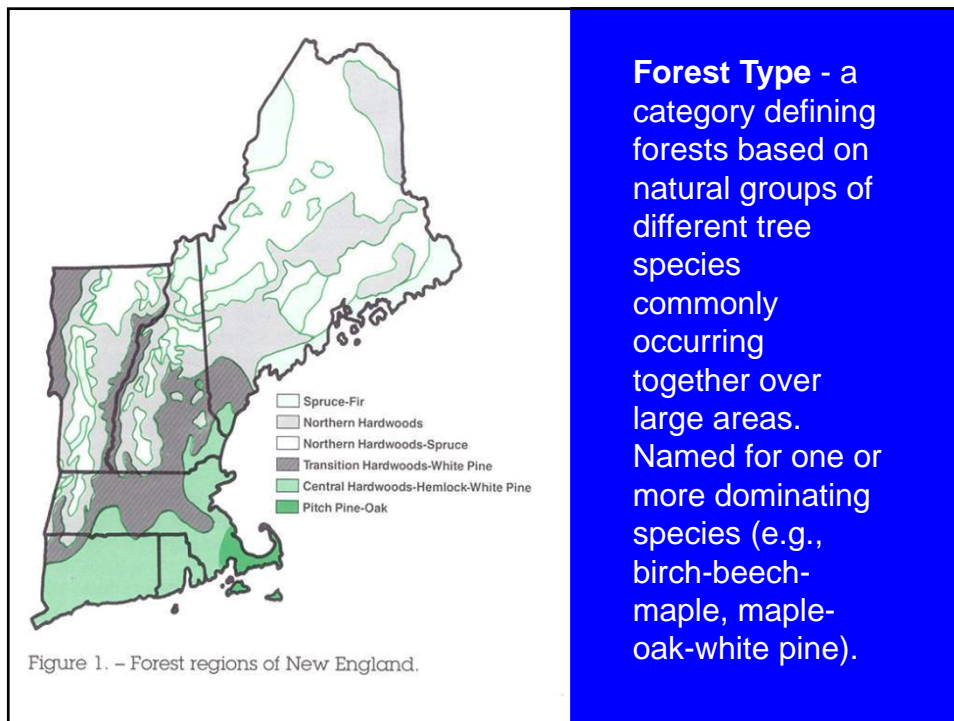 Spruce-Fir
Northern Hardwoods
Northern Hardwoods-Spruce
Transition Hardwoods-White Pine
Central Hardwoods-Hemlock-White Pine
Pitch Pine-Oak
Figure 1. – Forest regions of New England.
Forest Type - a
category defining
forests based on
natural groups of
different tree
species
commonly
occurring
together over
large areas.
Named for one or
more dominating
species (e.g.,
birch-beech-
maple, maple-
oak-white pine).